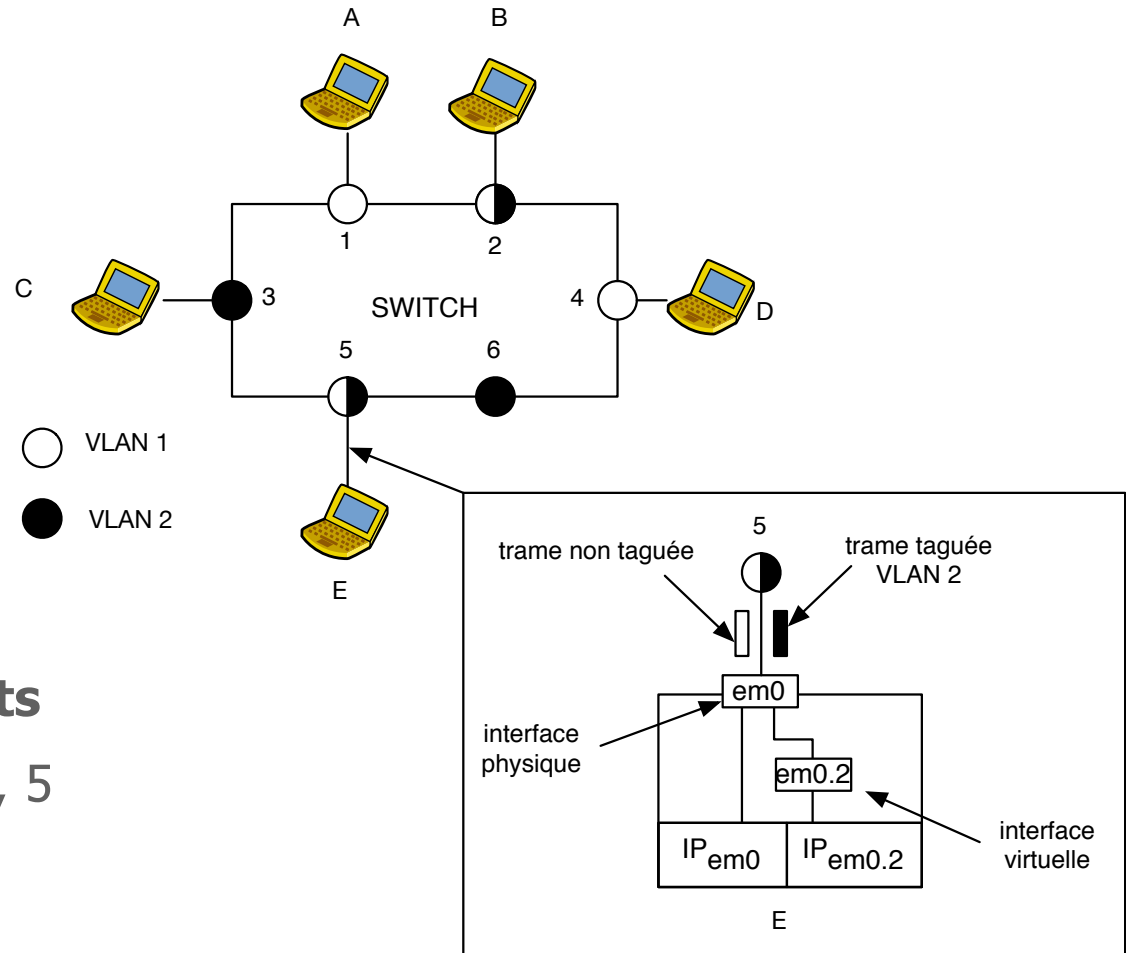 A
B
1
2
C
3
SWITCH
4
D
5
6
VLAN 1
VLAN 2
E
5
trame non taguée
trame taguée
VLAN 2
em0
interface
physique
em0.2
interface
virtuelle
IPem0
IPem0.2
E
ts
, 5